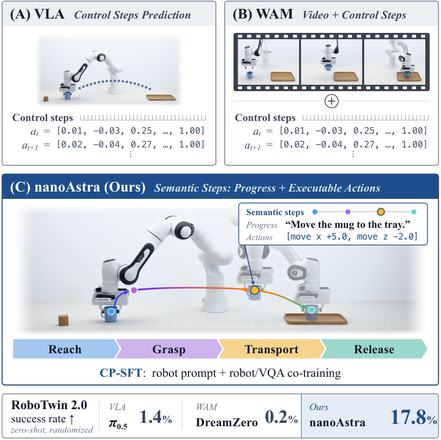 (A) VLA Control Steps Prediction
Control steps
a_t = [0.01, -0.03, 0.25, …, 1.00]
a_{t+1} = [0.02, -0.04, 0.27, …, 1.00]
⋮
(B) WAM Video + Control Steps
+
Control steps
a_t = [0.01, -0.03, 0.25, …, 1.00]
a_{t+1} = [0.02, -0.04, 0.27, …, 1.00]
⋮
(C) nanoAstra (Ours) Semantic Steps: Progress + Executable Actions
Semantic steps
Progress “Move the mug to the tray.”
Actions [move x +5.0, move z -2.0]
Reach Grasp Transport Release
CP-SFT: robot prompt + robot/VQA co-training
RoboTwin 2.0
success rate ↑
zero-shot, randomized
VLA
π0.5 1.4%
WAM
DreamZero 0.2%
Ours
nanoAstra 17.8%